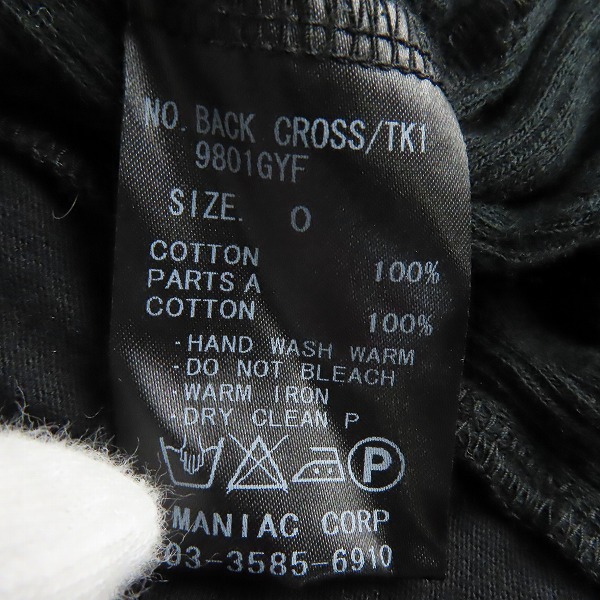 NO. BACK CROSS/TK1
9801GYF
SIZE. 0
COTTON 100%
PARTS A
COTTON 100%
・HAND WASH WARM
・DO NOT BLEACH
・WARM IRON
・DRY CLEAN P
P
MANIAC CORP
03-3585-6910